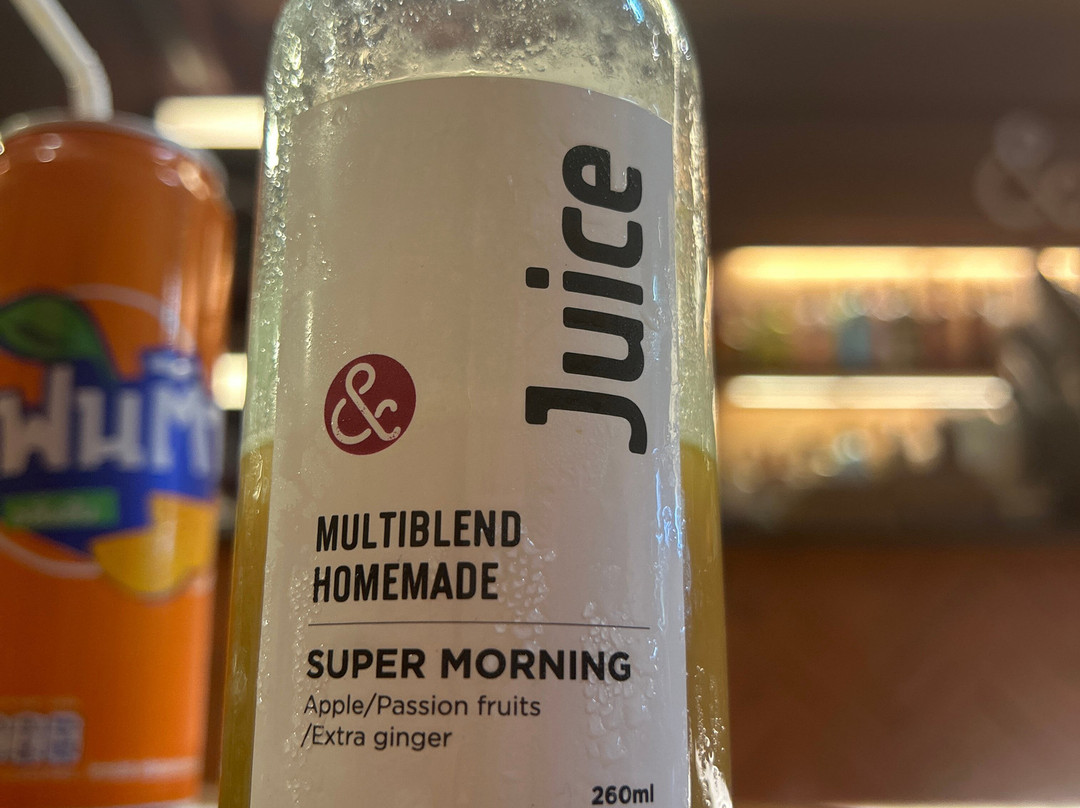 Juice
&
MULTIBLEND
HOMEMADE
SUPER MORNING
Apple/Passion fruits
/Extra ginger
260ml